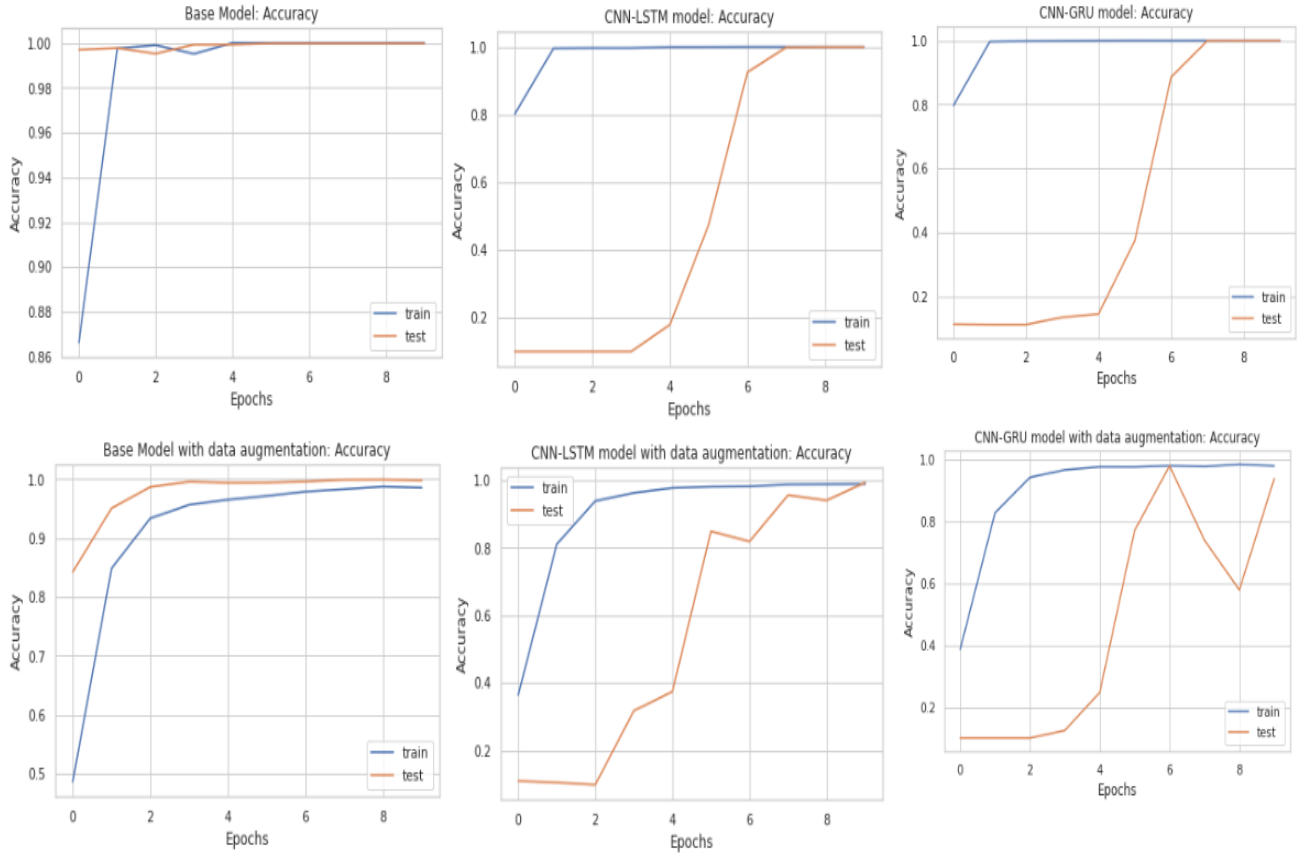 Base Model: Accuracy
Accuracy
1.00
0.98
0.96
0.94
0.92
0.90
0.88
0.86
0 2 4 6 8
Epochs
train
test
CNN-LSTM model: Accuracy
Accuracy
1.0
0.8
0.6
0.4
0.2
0 2 4 6 8
Epochs
train
test
CNN-GRU model: Accuracy
Accuracy
1.0
0.8
0.6
0.4
0.2
0 2 4 6 8
Epochs
train
test
Base Model with data augmentation: Accuracy
Accuracy
1.0
0.9
0.8
0.7
0.6
0.5
0 2 4 6 8
Epochs
train
test
CNN-LSTM model with data augmentation: Accuracy
Accuracy
1.0
0.8
0.6
0.4
0.2
0 2 4 6 8
Epochs
train
test
CNN-GRU model with data augmentation: Accuracy
Accuracy
1.0
0.8
0.6
0.4
0.2
0 2 4 6 8
Epochs
train
test